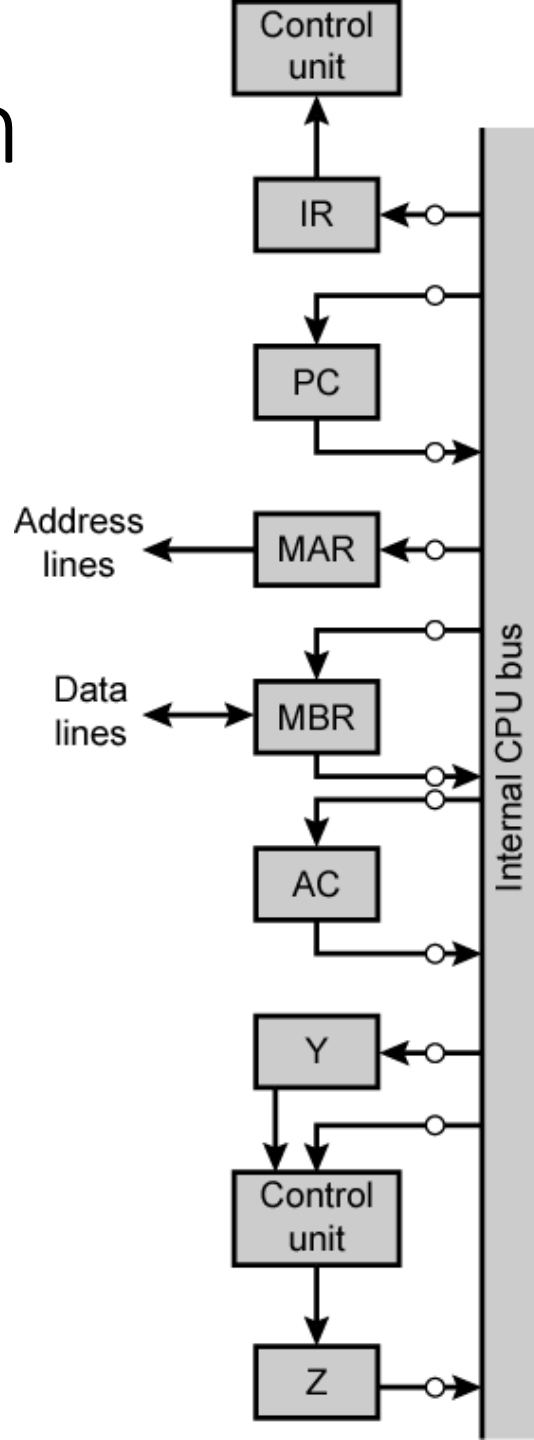 Control
unit
n
IR
PC
Address
lines
MAR
Data
lines
MBR
Internal CPU bus
AC
Y
Control
unit
Z